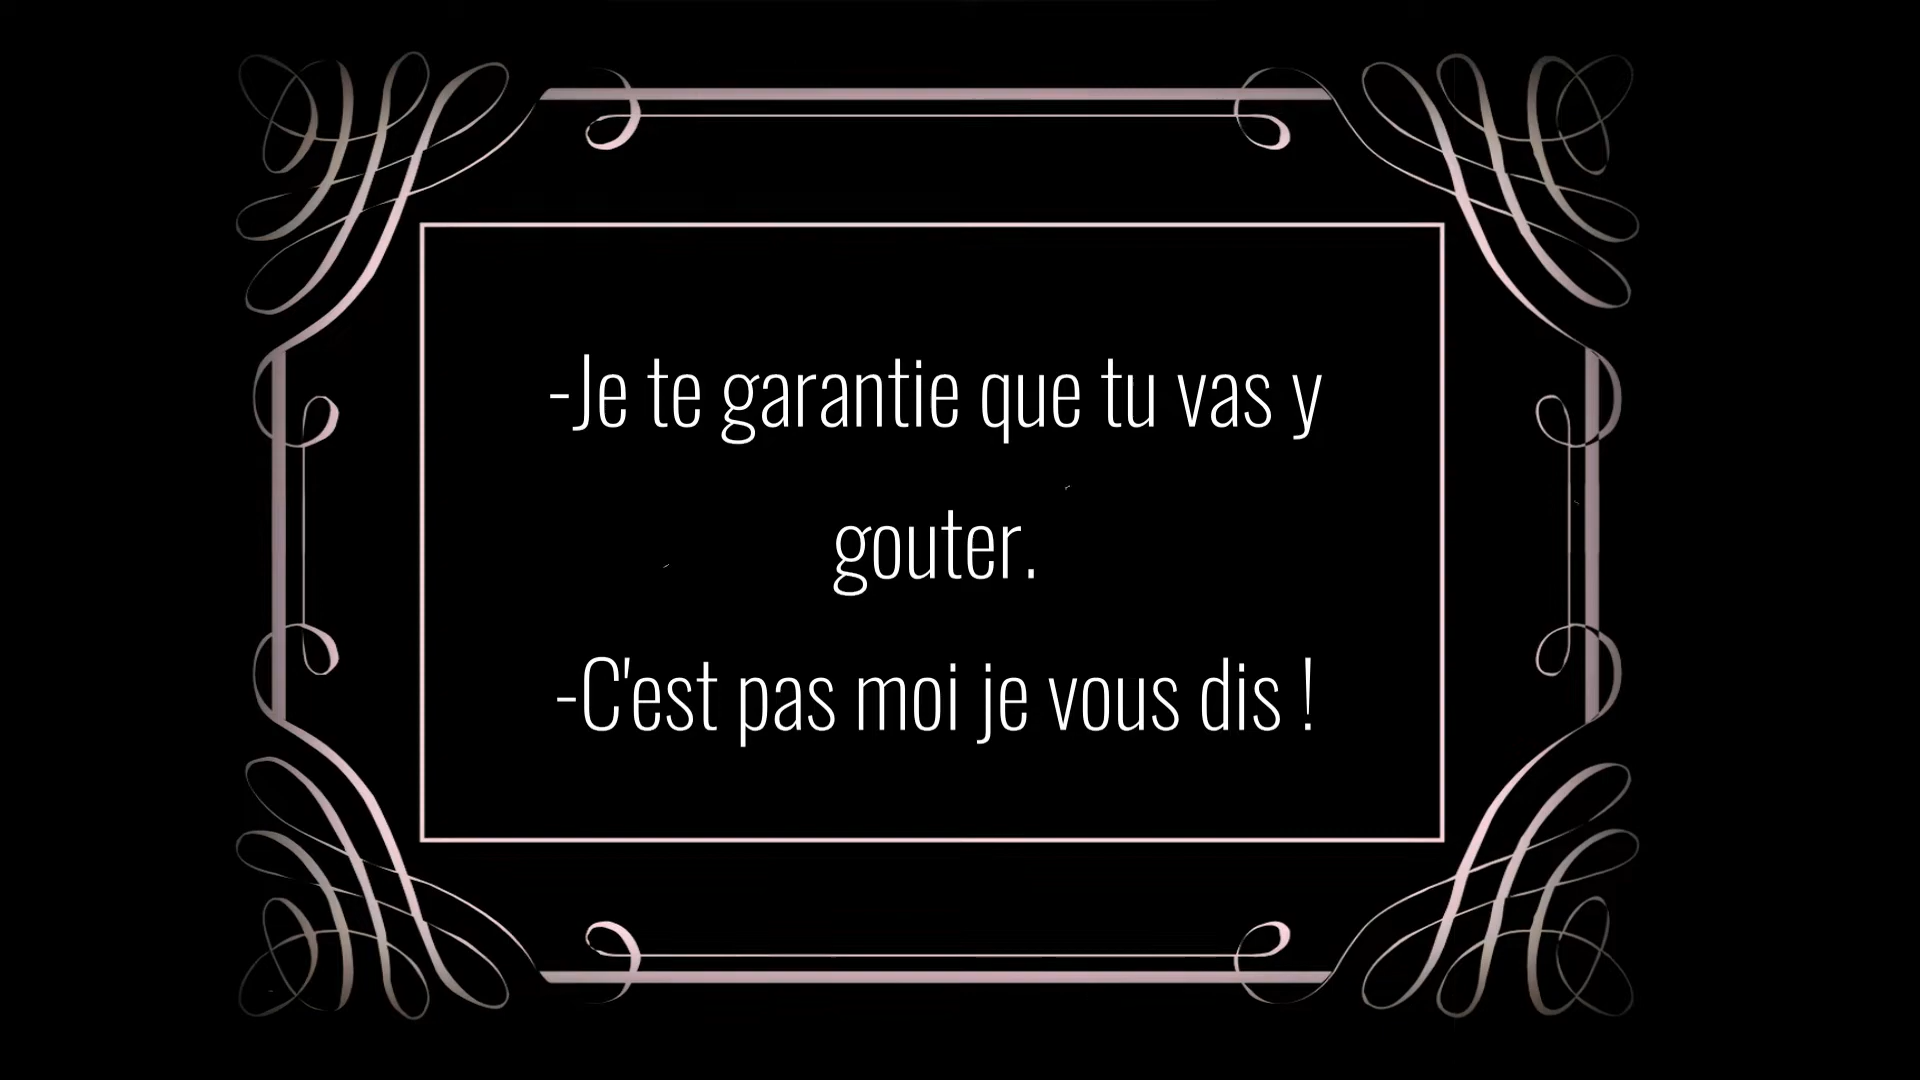 -Je te garantie que tu vas y
gouter.
-C'est pas moi je vous dis !